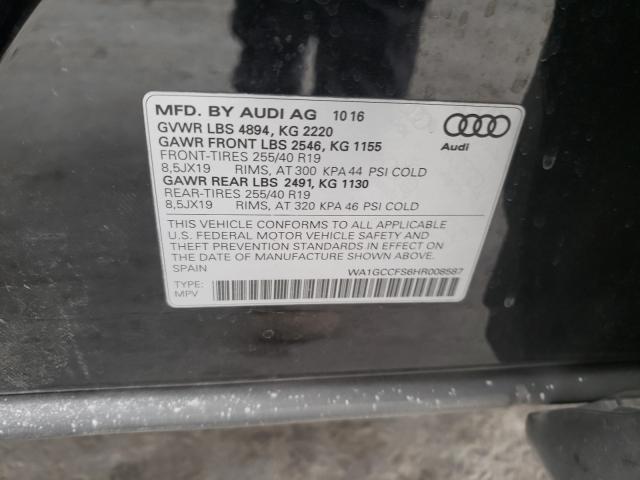 MFD. BY AUDI AG 10 16
GVWR LBS 4894, KG 2220
GAWR FRONT LBS 2546, KG 1155
FRONT-TIRES 255/40 R19
8,5JX19 RIMS, AT 300 KPA 44 PSI COLD
GAWR REAR LBS 2491, KG 1130
REAR-TIRES 255/40 R19
8,5JX19 RIMS, AT 320 KPA 46 PSI COLD
Audi
THIS VEHICLE CONFORMS TO ALL APPLICABLE
U.S. FEDERAL MOTOR VEHICLE SAFETY AND
THEFT PREVENTION STANDARDS IN EFFECT ON
THE DATE OF MANUFACTURE SHOWN ABOVE.
SPAIN
WA1GCCFS6HR008587
TYPE:
MPV